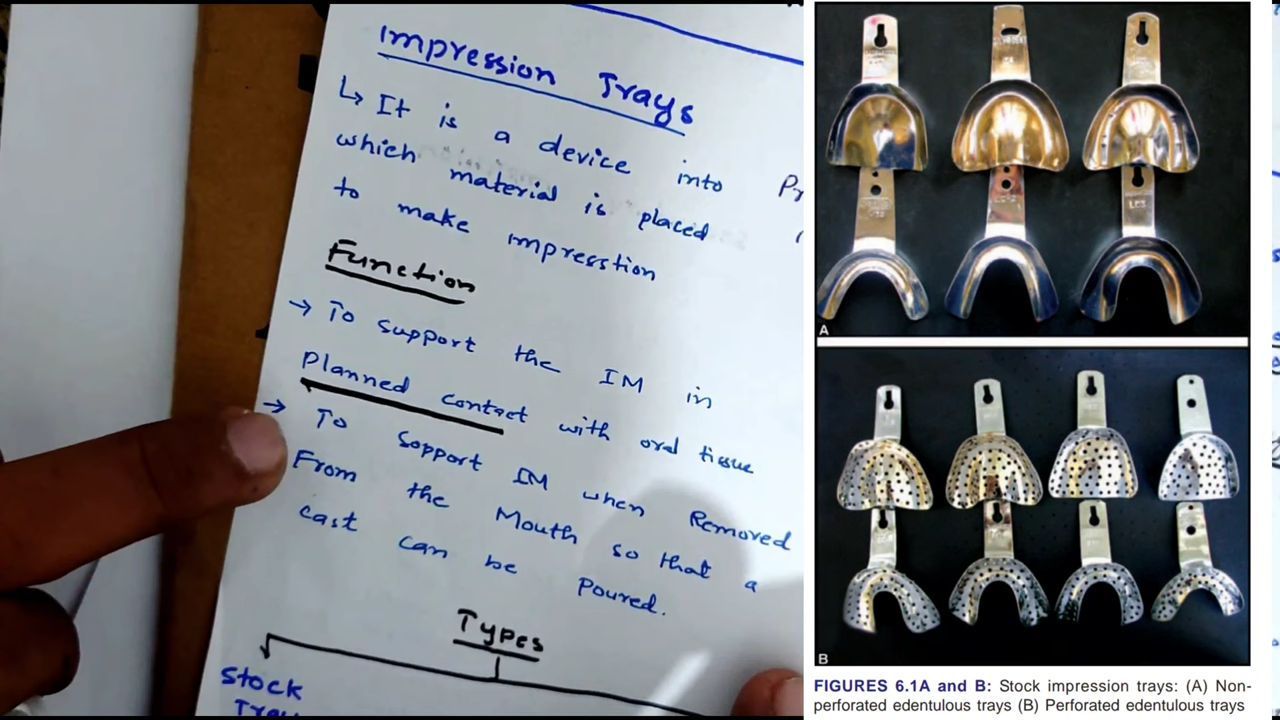 Impression Trays
↳ It is a device into
which material is placed
to make impresstion
Function
→ To support the IM in
Planned contact with oral tissue
→ To Sopport IM when Removed
From the Mouth so that a
cast can be Poured.
Types
Stock
A
B
FIGURES 6.1A and B: Stock impression trays: (A) Non-
perforated edentulous trays (B) Perforated edentulous trays